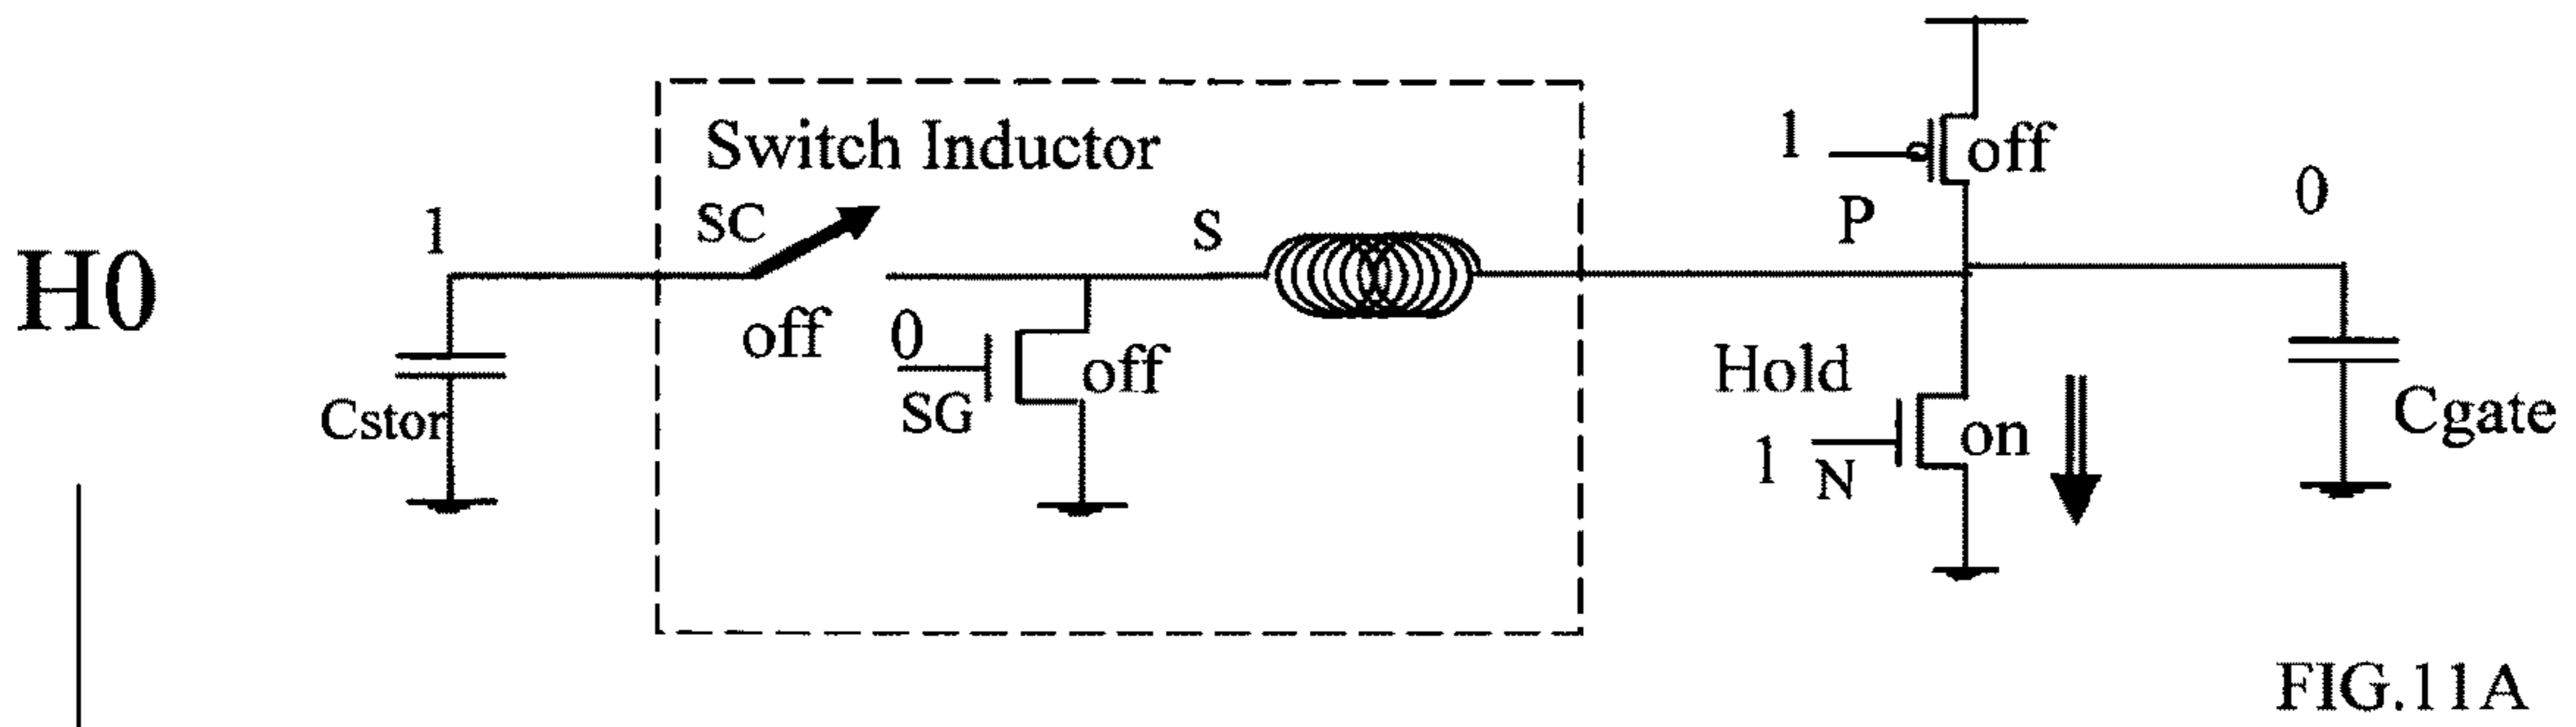 Switch Inductor
1
off
0
1
SC
S
P
H0
off
0
off
Hold
Cstor
SG
on
Cgate
1
N
FIG.11A